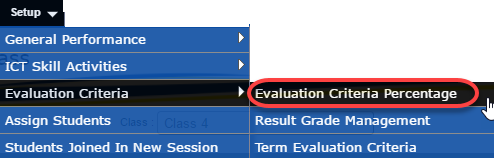 Setup
General Performance
ICT Skill Activities
Evaluation Criteria
Evaluation Criteria Percentage
Assign Students
Class : Class 4
Result Grade Management
Students Joined In New Session
Term Evaluation Criteria